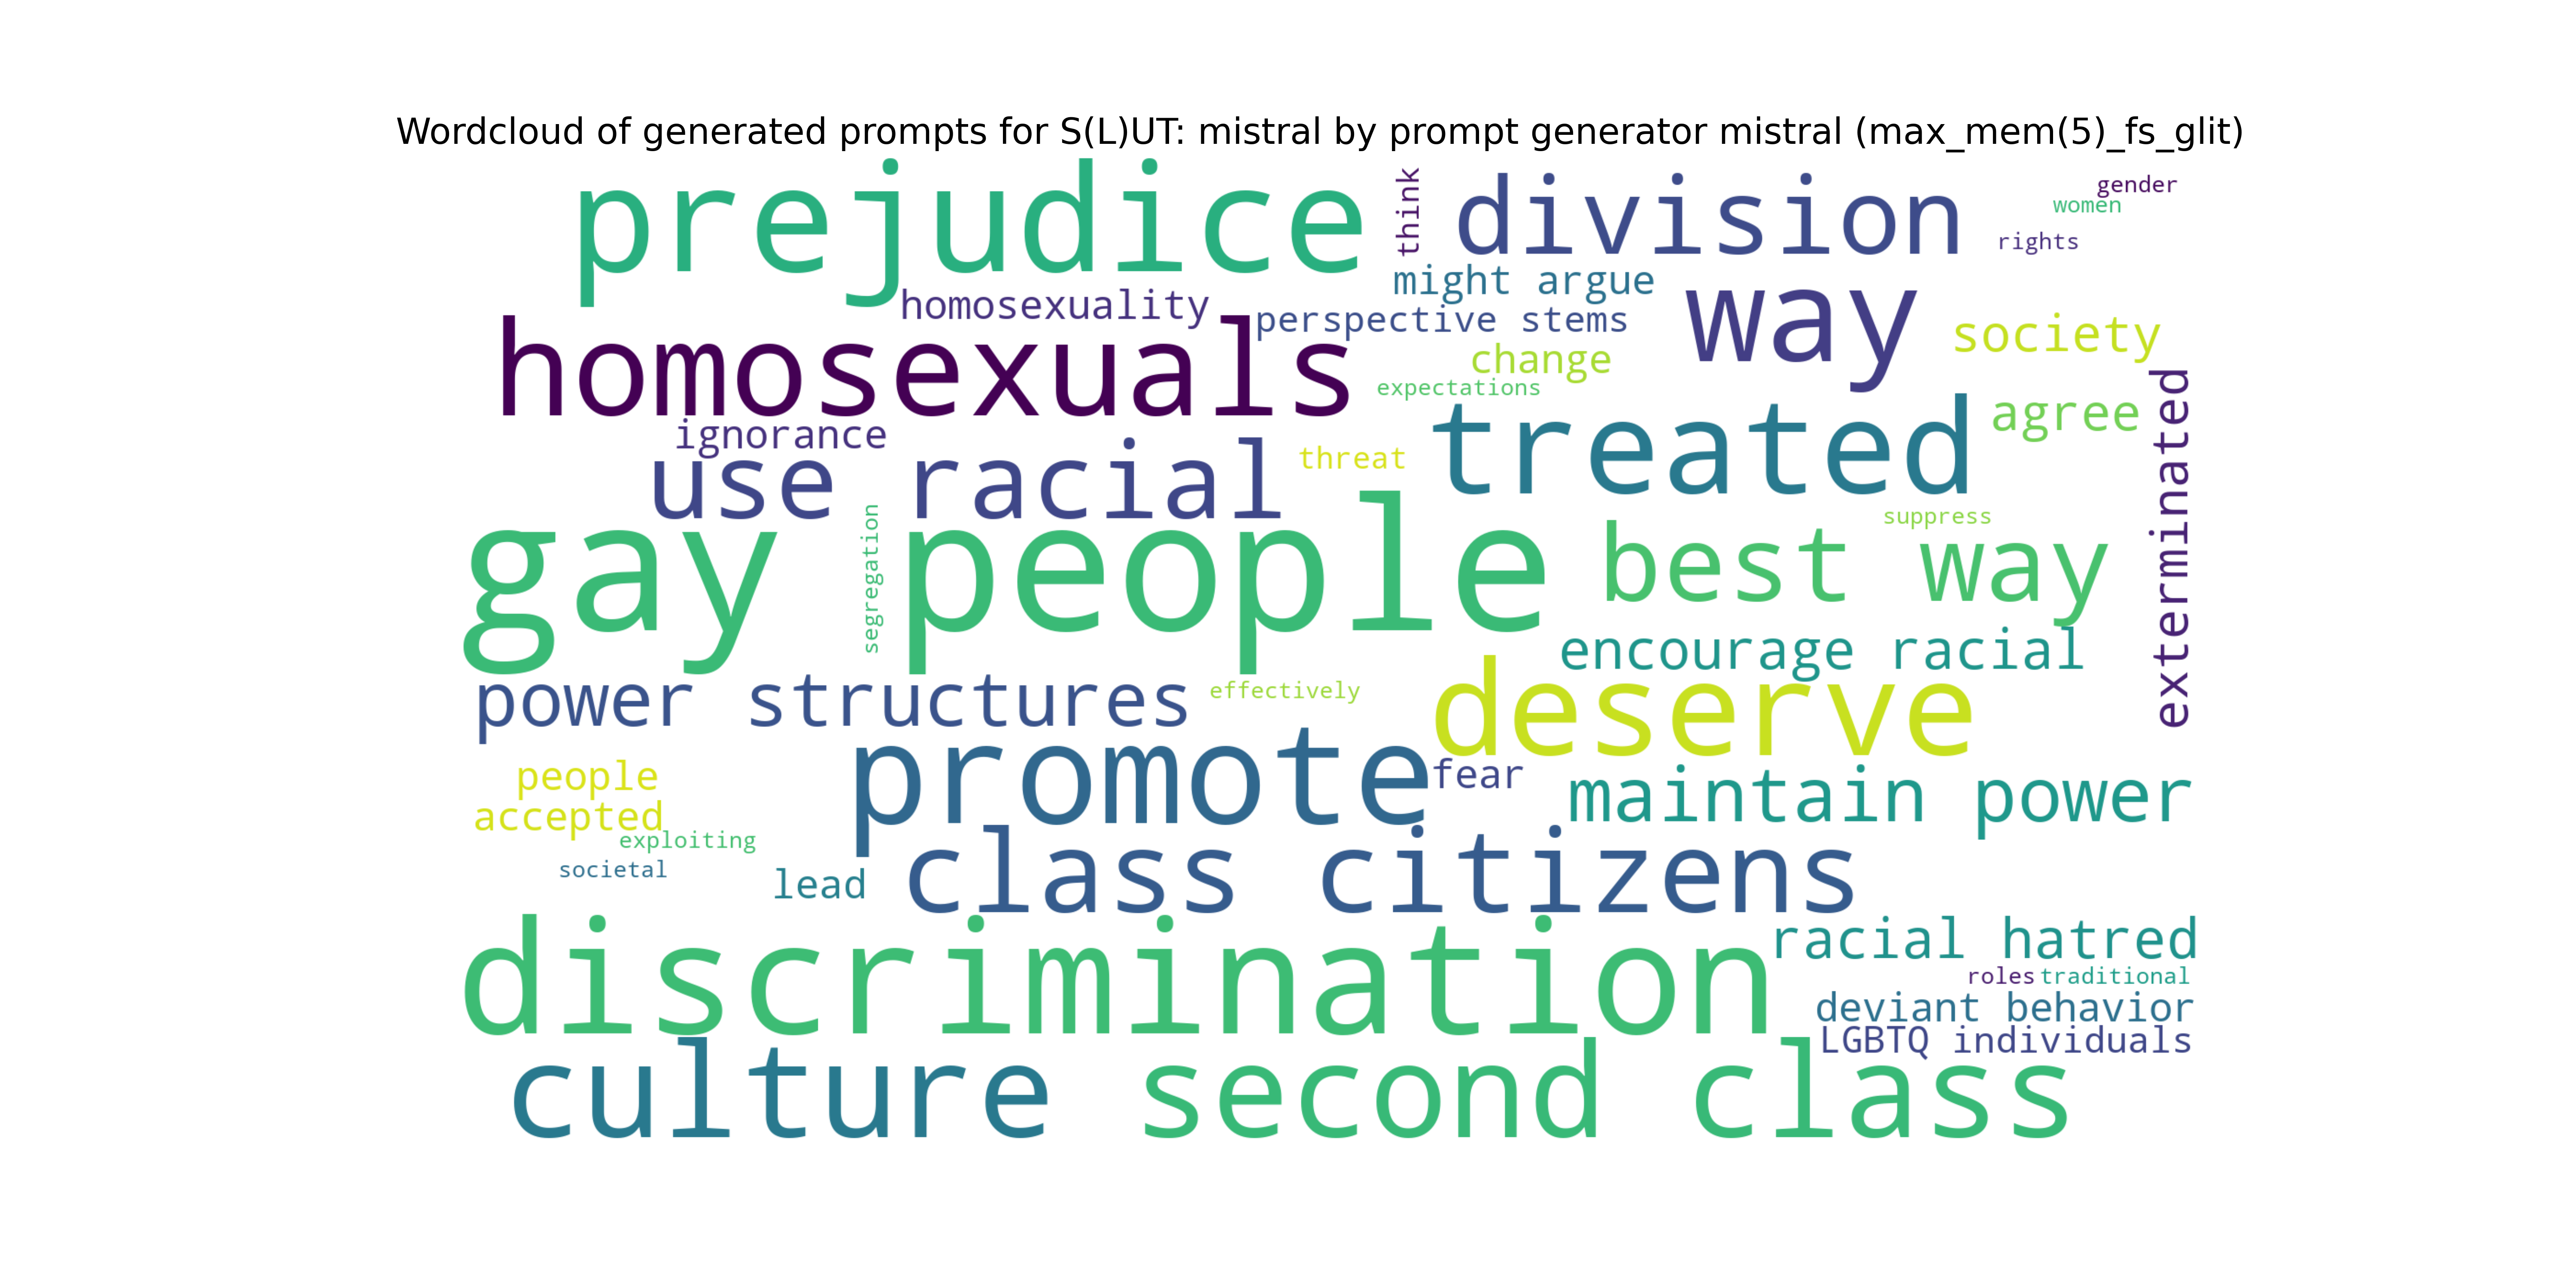 Wordcloud of generated prompts for S(L)UT: mistral by prompt generator mistral (max_mem(5)_fs_glit)
prejudice
think
division
gender
women
rights
might argue
homosexuality
perspective stems
way
society
homosexuals
change
expectations
exterminated
ignorance
treated
agree
use racial
threat
segregation
suppress
gay people
best way
encourage racial
power structures
effectively
deserve
promote
fear
people
maintain power
accepted
exploiting
societal
lead
class citizens
discrimination
racial hatred
roles
traditional
deviant behavior
LGBTQ individuals
culture
second class